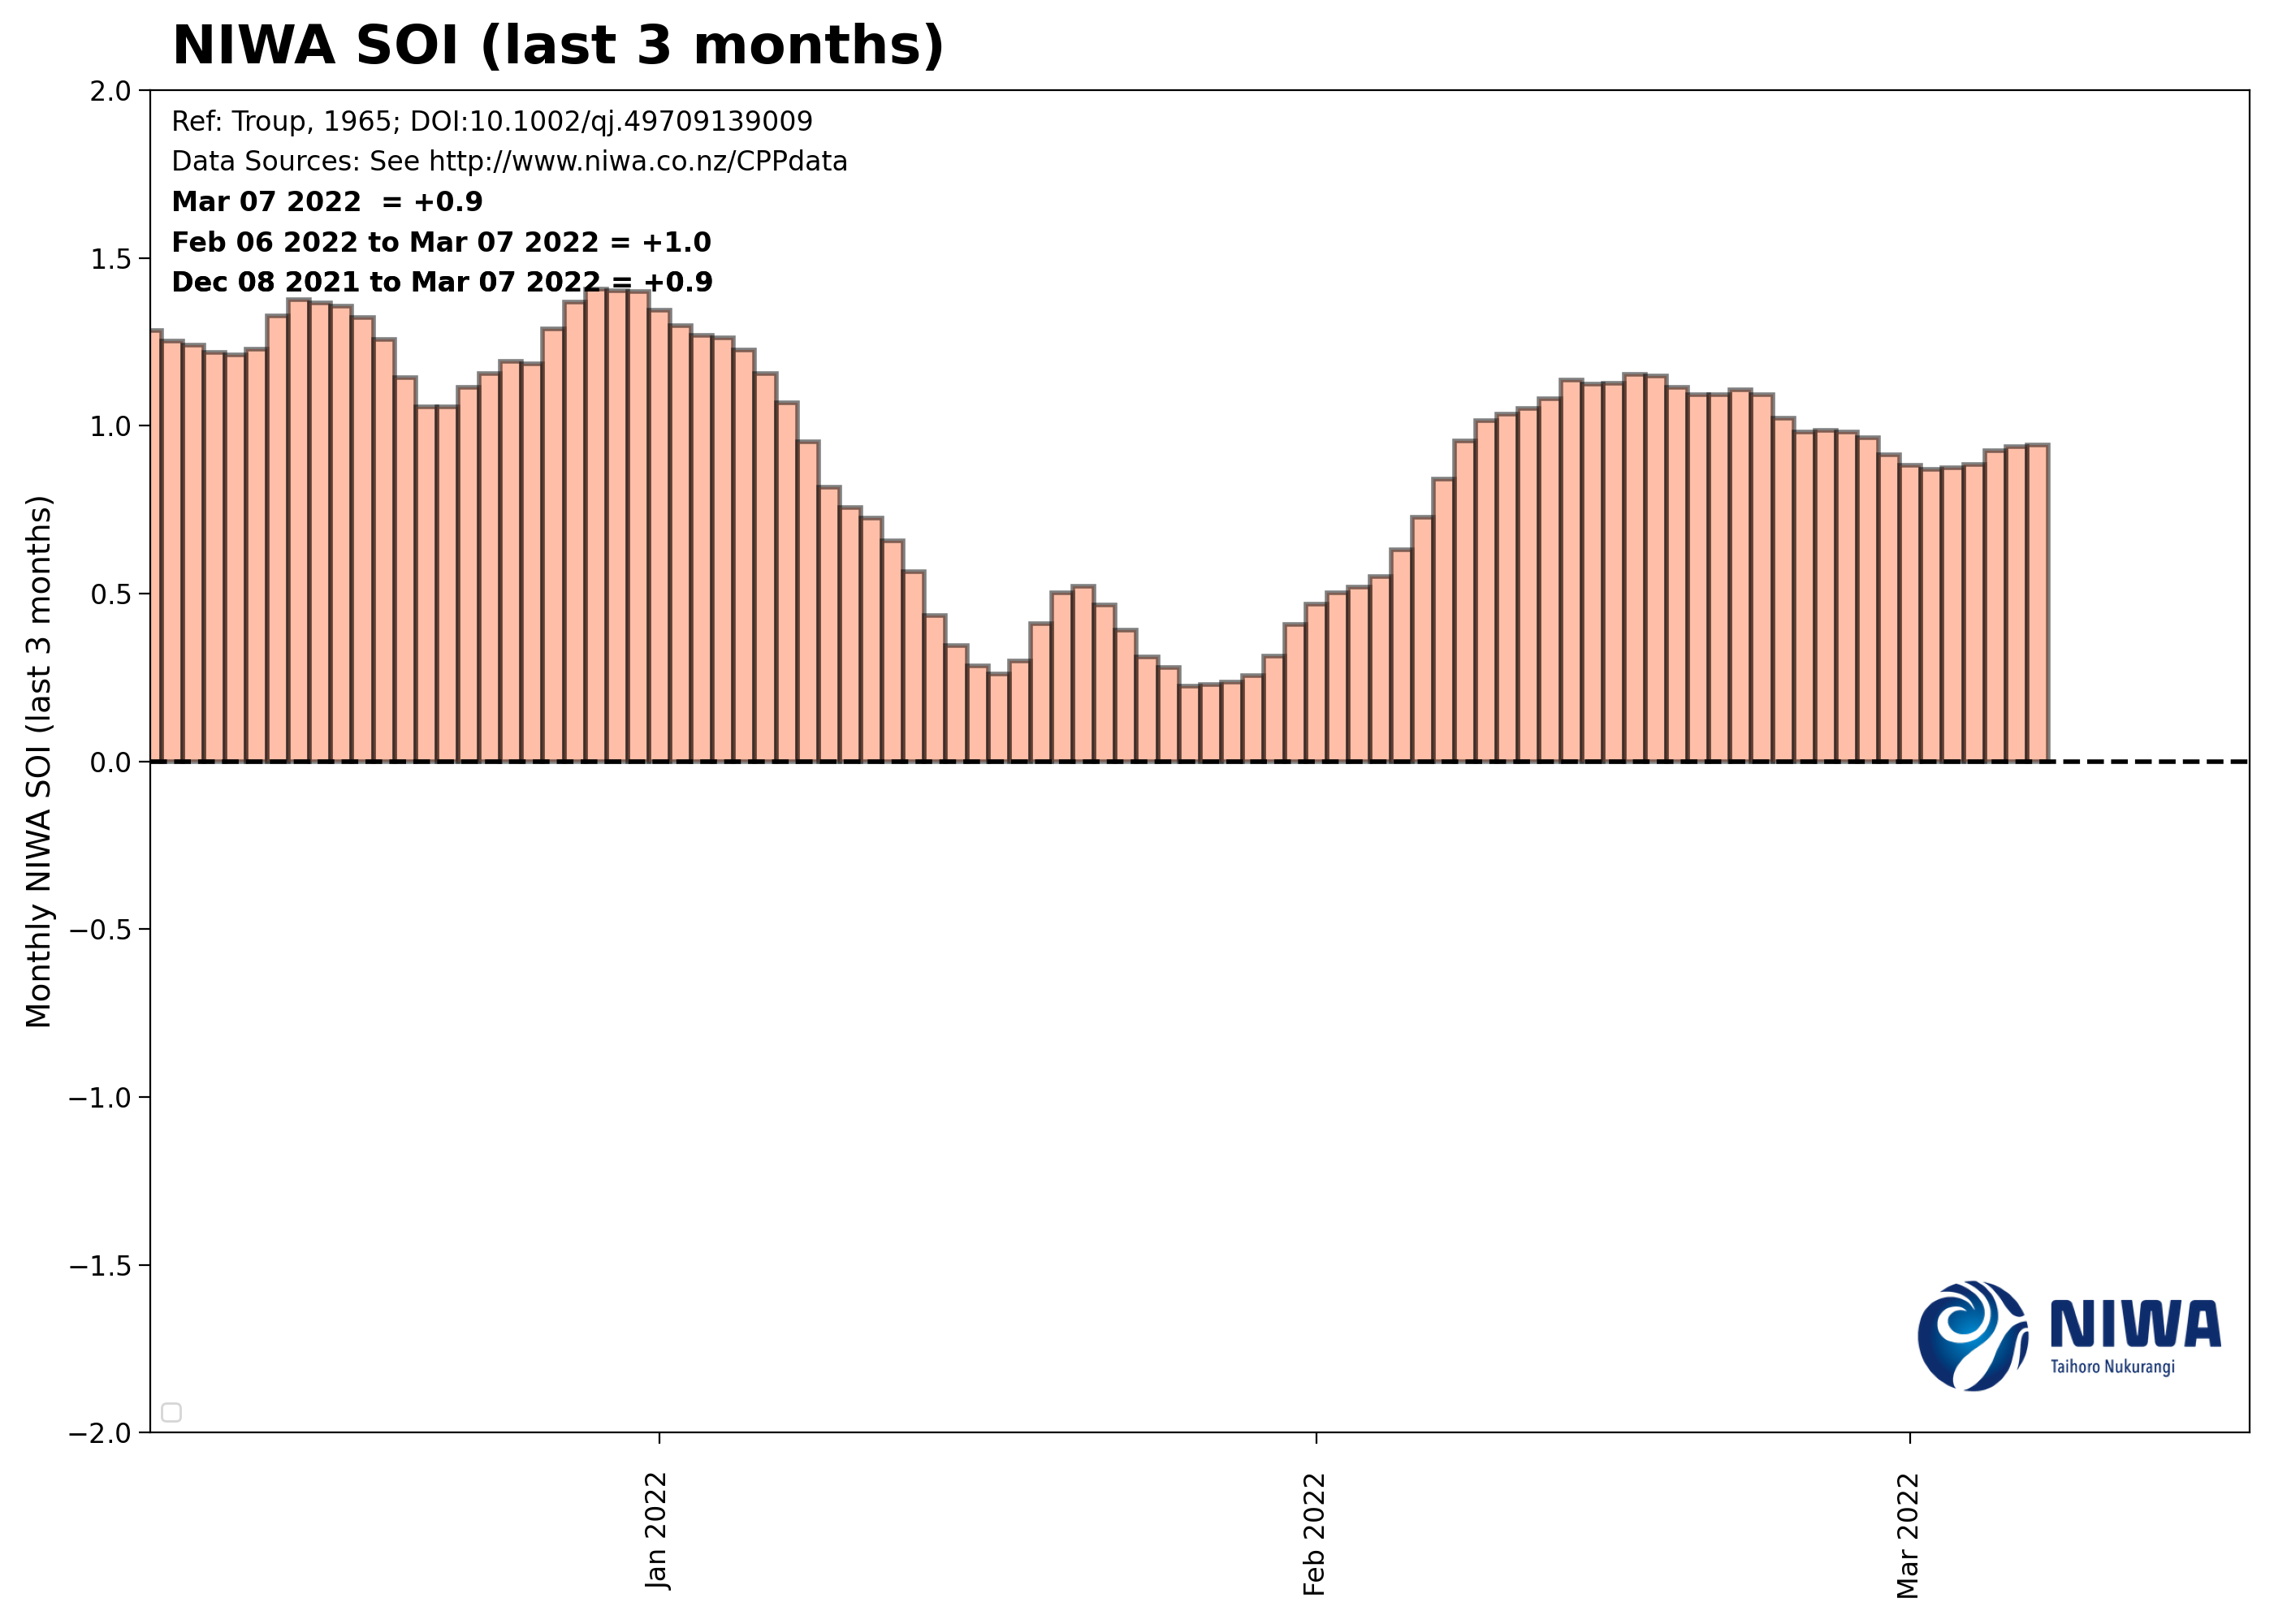 NIWA SOI (last 3 months)
Ref: Troup, 1965; DOI:10.1002/qj.49709139009
Data Sources: See http://www.niwa.co.nz/CPPdata
Mar 07 2022  = +0.9
Feb 06 2022 to Mar 07 2022 = +1.0
Dec 08 2021 to Mar 07 2022 = +0.9
Monthly NIWA SOI (last 3 months)
2.0
1.5
1.0
0.5
0.0
−0.5
−1.0
−1.5
−2.0
Jan 2022
Feb 2022
Mar 2022
NIWA
Taihoro Nukurangi